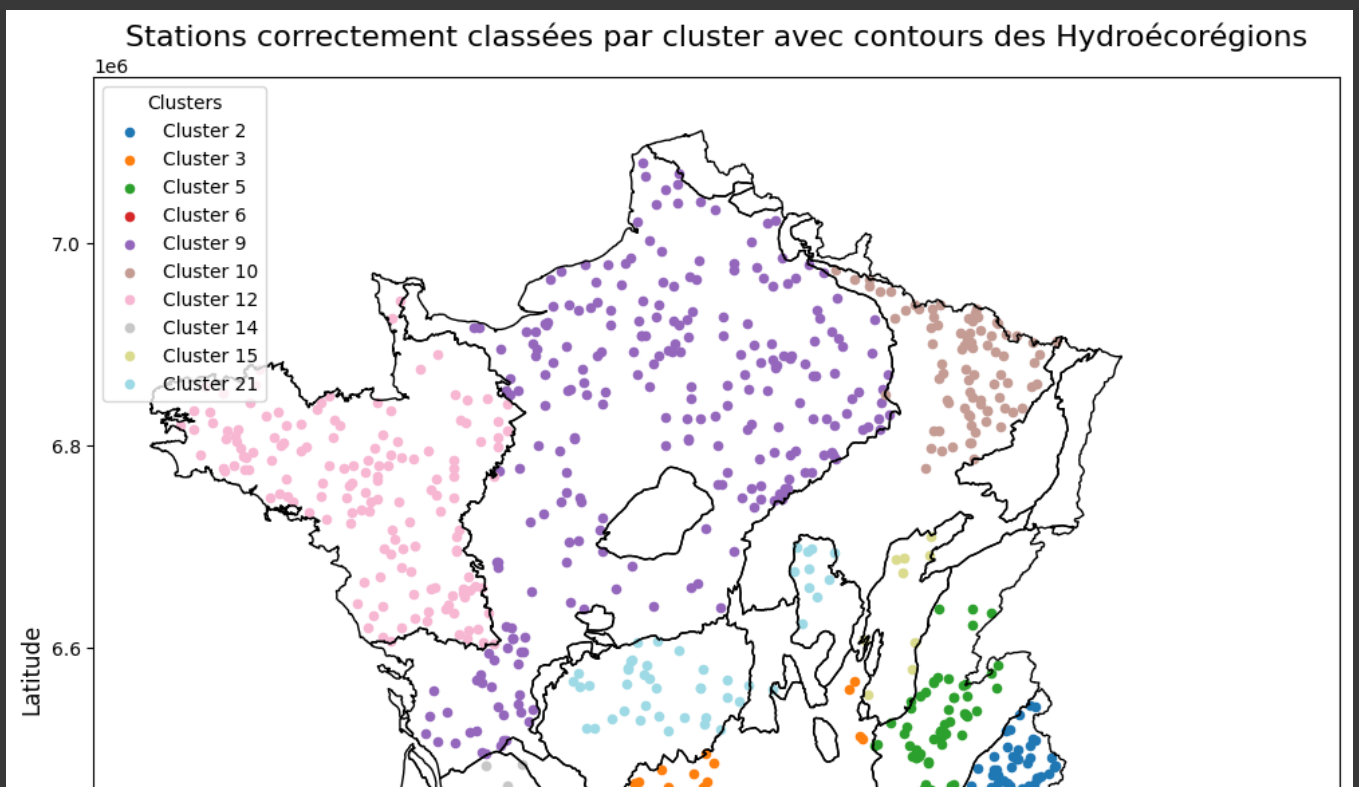 Stations correctement classées par cluster avec contours des Hydroécorégions
1e6
Clusters
Cluster 2
Cluster 3
Cluster 5
Cluster 6
Cluster 9
Cluster 10
Cluster 12
Cluster 14
Cluster 15
Cluster 21
7.0
6.8
6.6
Latitude